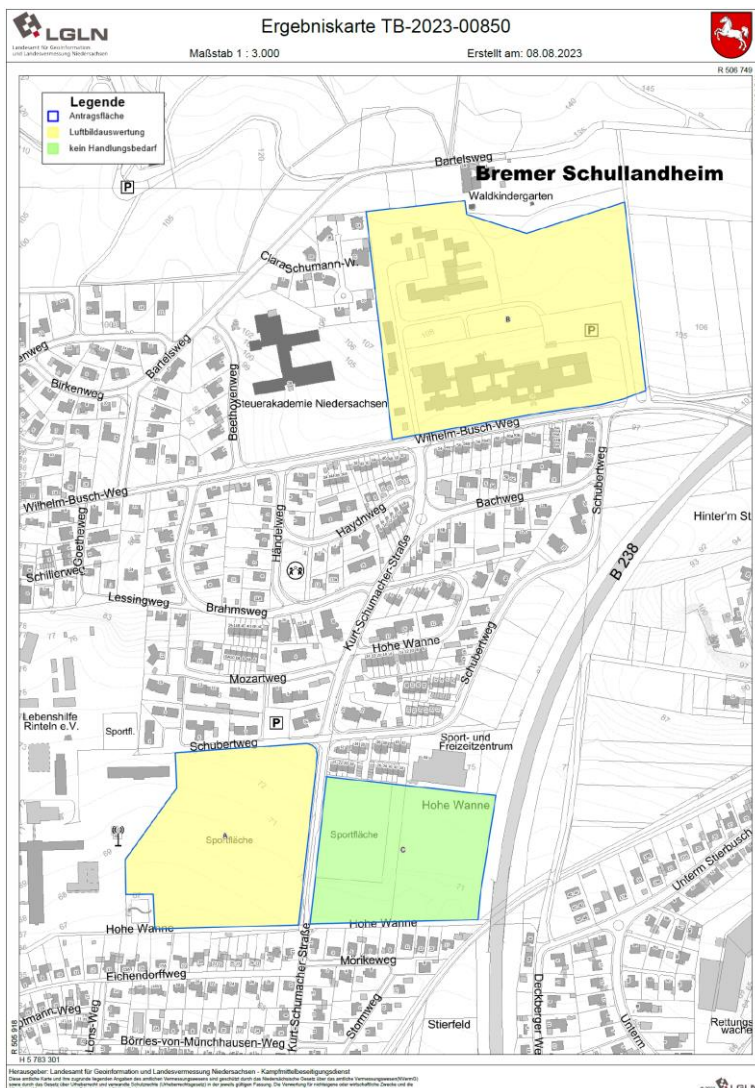 LGLN
Landesamt für Geoinformation
und Landesvermessung Niedersachsen
Ergebniskarte TB-2023-00850
Maßstab 1 : 3.000
Erstellt am: 08.08.2023
R 506 749
Legende
Antragsfläche
Luftbildauswertung
kein Handlungsbedarf
Bartelsweg
Bremer Schullandheim
Waldkindergarten
P
Clara-Schumann-W.
B
P
Bartelsweg
Birkenweg
Beethovenweg
Steuerakademie Niedersachsen
Wilhelm-Busch-Weg
Wilhelm-Busch-Weg
Goetheweg
Schillerweg
Händelweg
Haydnweg
Bachweg
Schubertweg
Hinter'm St
B 238
Lessingweg
Brahmsweg
Kurt-Schumacher-Straße
Hohe Wanne
Schubertweg
Mozartweg
Lebenshilfe
Rinteln e.V.
Sportfl.
P
Schubertweg
Sport- und
Freizeitzentrum
Hohe Wanne
Sportfläche
A
Sportfläche
C
Unterm Stierbusch
Hohe Wanne
Hohe Wanne
Kurt-Schumacher-Straße
Mörikeweg
Eichendorffweg
Löns-Weg
Stormweg
Stierfeld
Deckberger We
Unterm
Rettungs
wache
Börries-von-Münchhausen-Weg
R 505 918
H 5 783 301
Herausgeber: Landesamt für Geoinformation und Landesvermessung Niedersachsen - Kampfmittelbeseitigungsdienst
LGLN